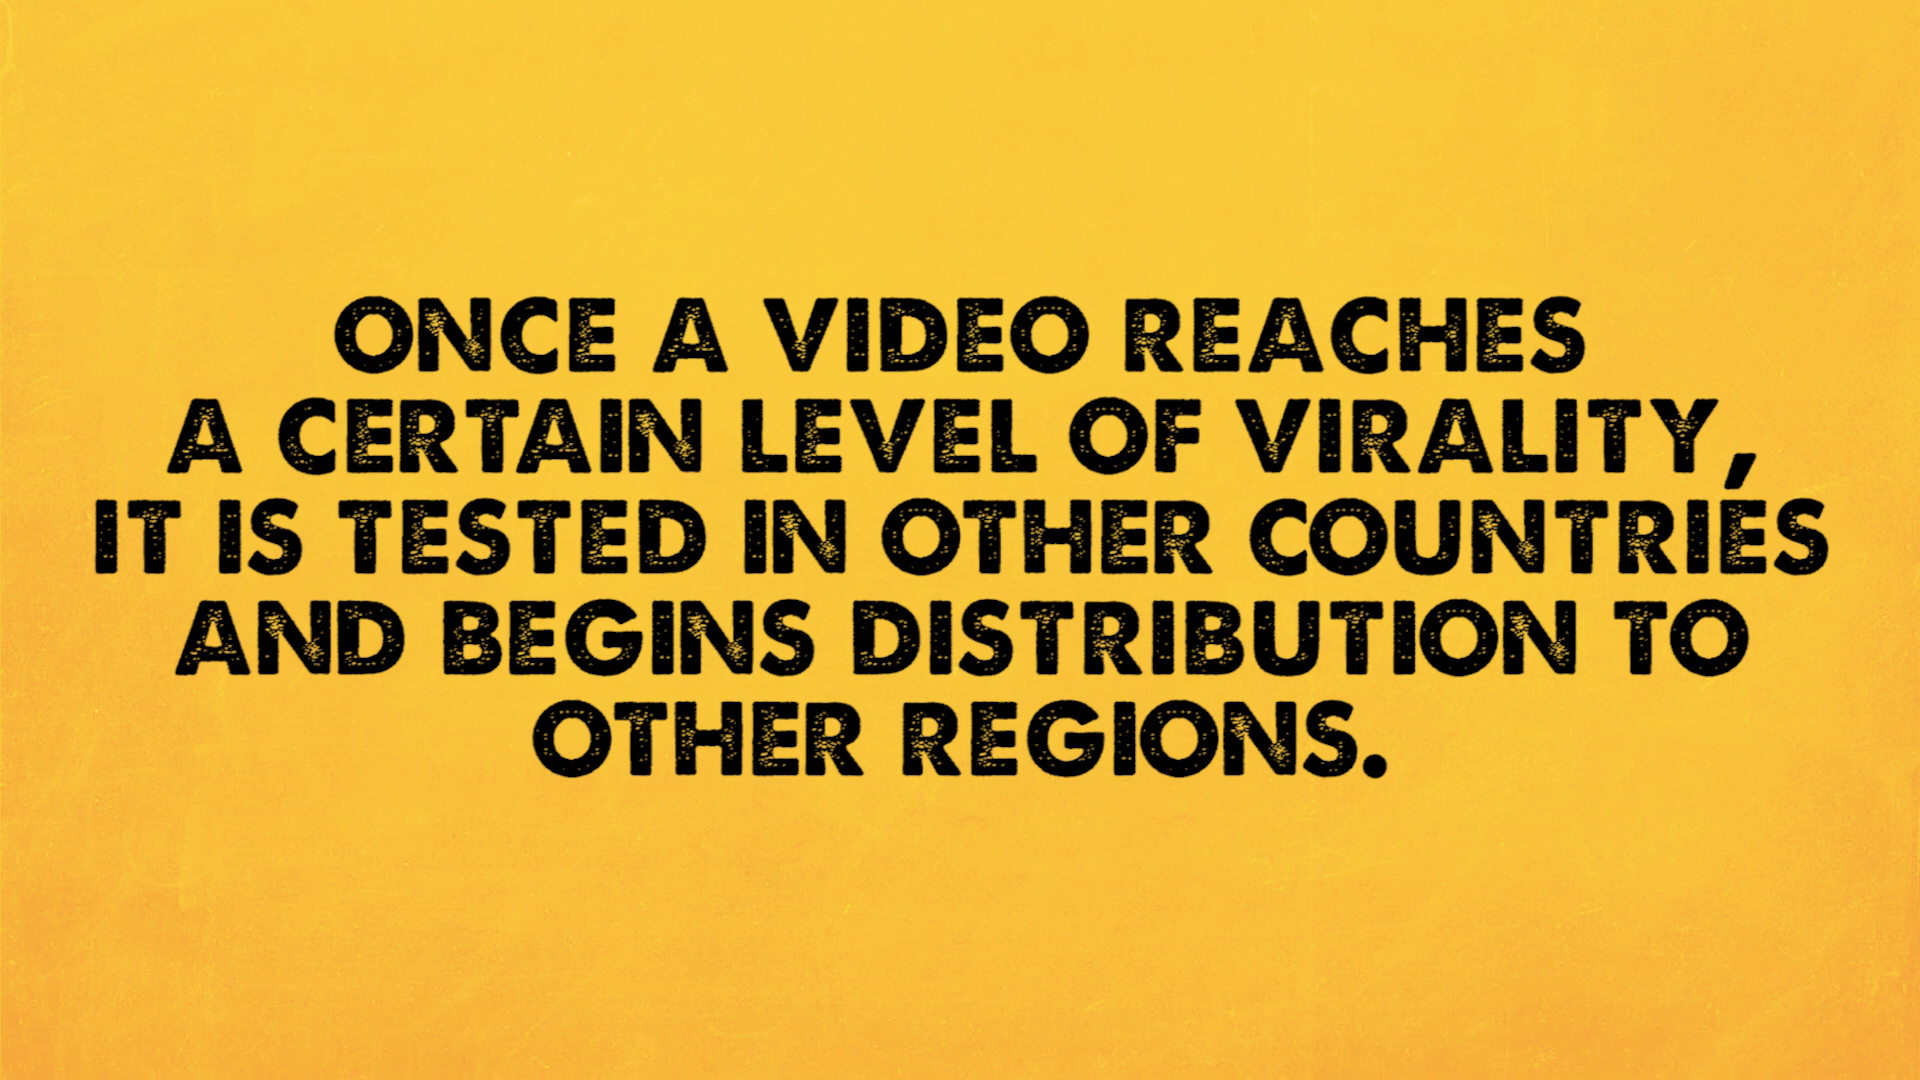 ONCE A VIDEO REACHES
A CERTAIN LEVEL OF VIRALITY,
IT IS TESTED IN OTHER COUNTRIES
AND BEGINS DISTRIBUTION TO
OTHER REGIONS.